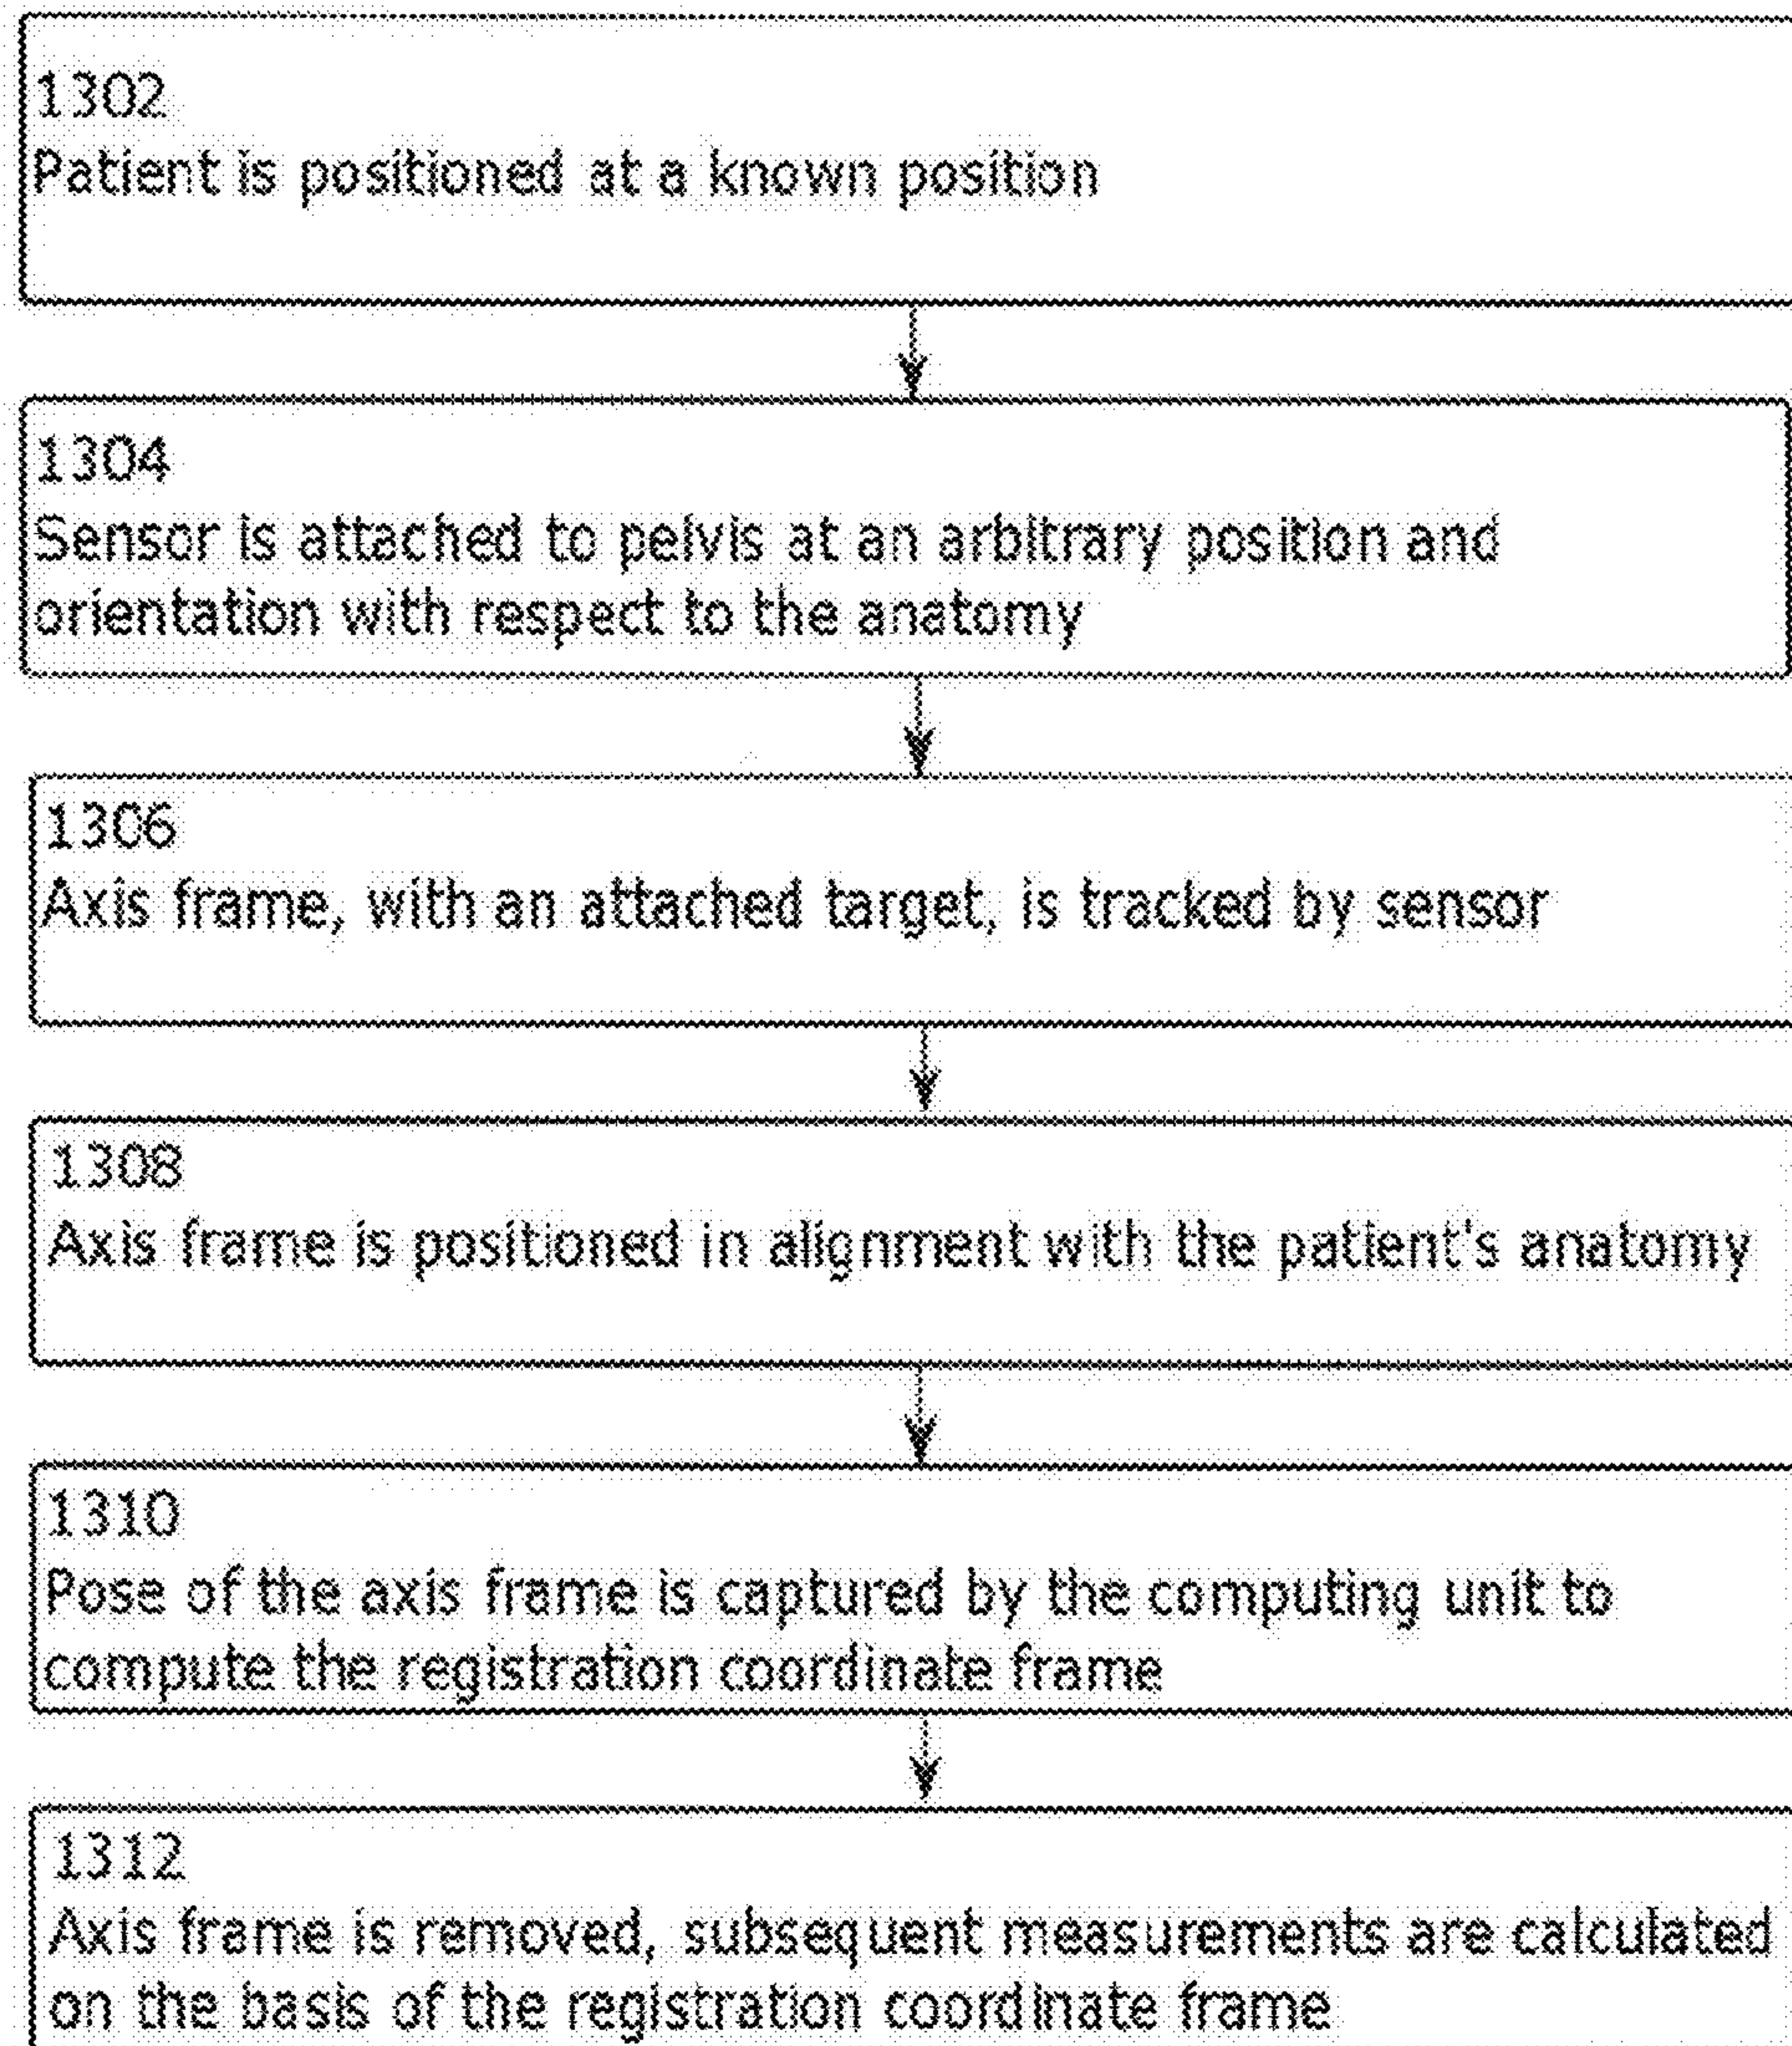 1302
Patient is positioned at a known position
1304
Sensor is attached to pelvis at an arbitrary position and
orientation with respect to the anatomy
1306
Axis frame, with an attached target, is tracked by sensor
1308
Axis frame is positioned in alignment with the patient's anatomy
1310
Pose of the axis frame is captured by the computing unit to
compute the registration coordinate frame
1312
Axis frame is removed, subsequent measurements are calculated
on the basis of the registration coordinate frame